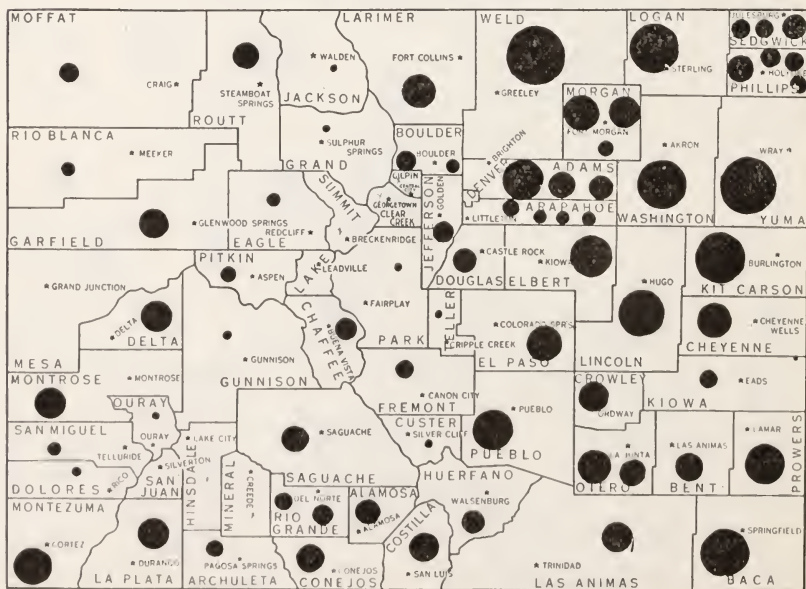 MOFFAT
CRAIG
ROUTT
STEAMBOAT
SPRINGS
WALDEN
JACKSON
LARIMER
FORT COLLINS
WELD
GREELEY
LOGAN
STERLING
JULESBURG
SEDGWICK
HOLYOKE
PHILLIPS
MORGAN
FORT MORGAN
RIO BLANCA
MEEKER
SULPHUR
SPRINGS
GRAND
BOULDER
BOULDER
BRIGHTON
ADAMS
AKRON
WASHINGTON
WRAY
YUMA
GILPIN
CENTRAL
CITY
GEORGETOWN
CLEAR
CREEK
JEFFERSON
GOLDEN
DENVER
ARAPAHOE
LITTLETON
GARFIELD
GLENWOOD SPRINGS
EAGLE
REDCLIFF
SUMMIT
BRECKENRIDGE
CASTLE ROCK
DOUGLAS
KIOWA
ELBERT
HUGO
LINCOLN
BURLINGTON
KIT CARSON
PITKIN
ASPEN
LAKE
LEADVILLE
FAIRPLAY
PARK
TELLER
CRIPPLE CREEK
COLORADO SPR'S
EL PASO
CHEYENNE
WELLS
CHEYENNE
GRAND JUNCTION
MESA
DELTA
DELTA
GUNNISON
GUNNISON
CHAFFEE
BUENA VISTA
CANON CITY
FREMONT
PUEBLO
PUEBLO
CROWLEY
ORDWAY
EADS
KIOWA
MONTROSE
MONTROSE
OURAY
OURAY
SAN MIGUEL
TELLURIDE
LAKE CITY
HINSDALE
SAGUACHE
SAGUACHE
CUSTER
SILVER CLIFF
LA JUNTA
OTERO
LAS ANIMAS
BENT
LAMAR
PROWERS
DOLORES
RICO
SILVERTON
SAN
JUAN
MINERAL
CREEDE
DEL NORTE
RIO
GRANDE
ALAMOSA
ALAMOSA
HUERFANO
WALSENBURG
MONTEZUMA
CORTEZ
LA PLATA
DURANGO
ARCHULETA
PAGOSA SPRINGS
CONEJOS
CONEJOS
COSTILLA
SAN LUIS
TRINIDAD
LAS ANIMAS
SPRINGFIELD
BACA